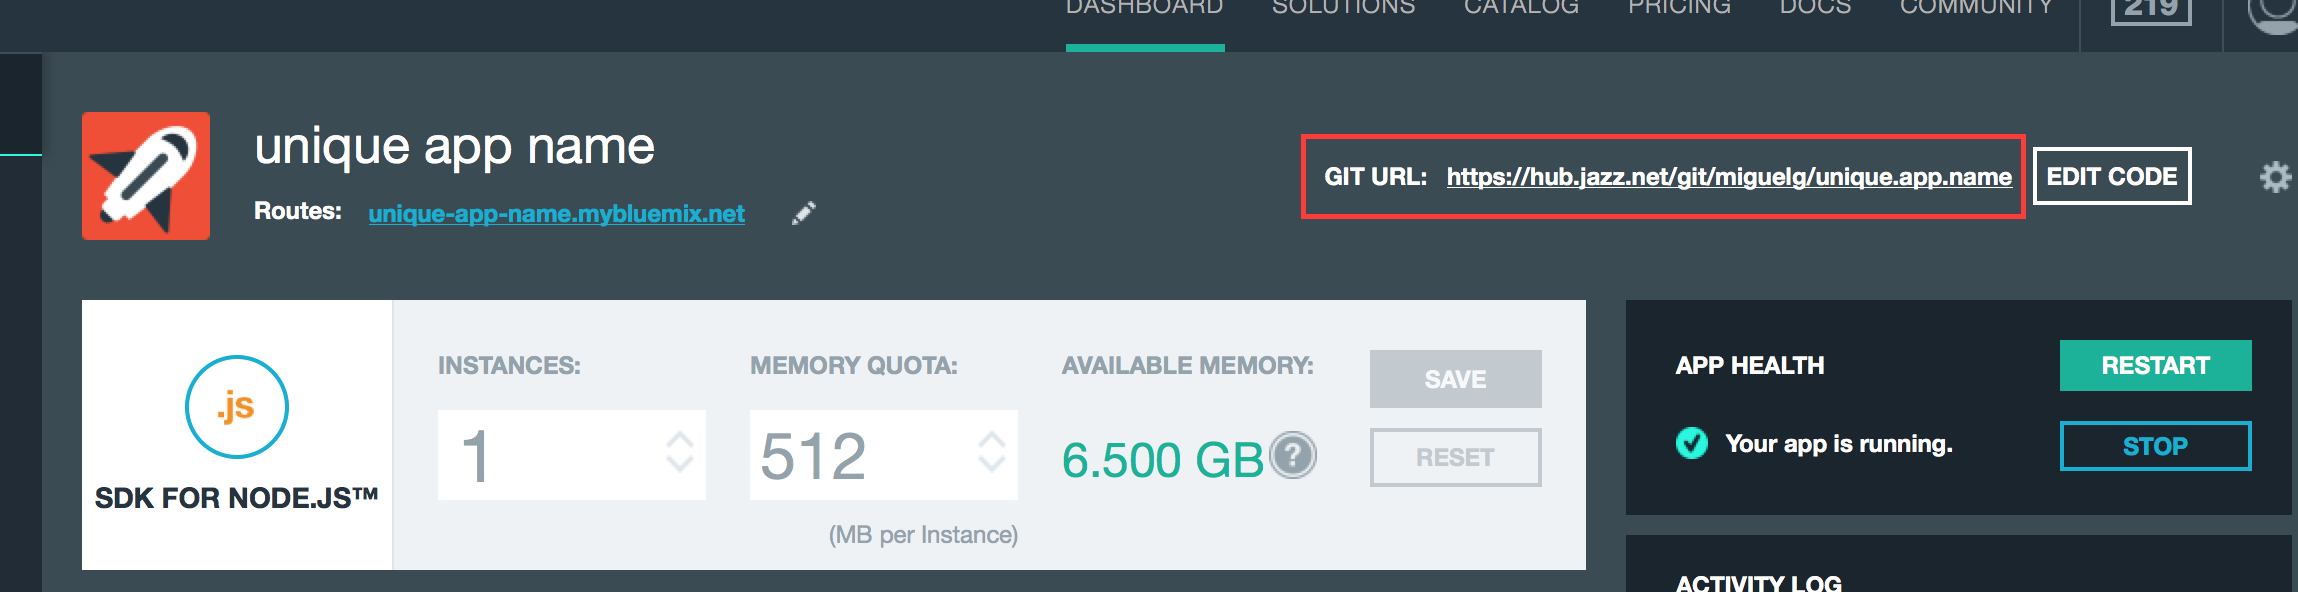 DASHBOARD SOLUTIONS CATALOG PRICING DOCS COMMUNITY 219
unique app name
Routes: unique-app-name.mybluemix.net
GIT URL: https://hub.jazz.net/git/miguelg/unique.app.name EDIT CODE
.js
SDK FOR NODE.JS™
INSTANCES: MEMORY QUOTA: AVAILABLE MEMORY:
1 512 6.500 GB ?
(MB per Instance)
SAVE
RESET
APP HEALTH RESTART
Your app is running. STOP
ACTIVITY LOG